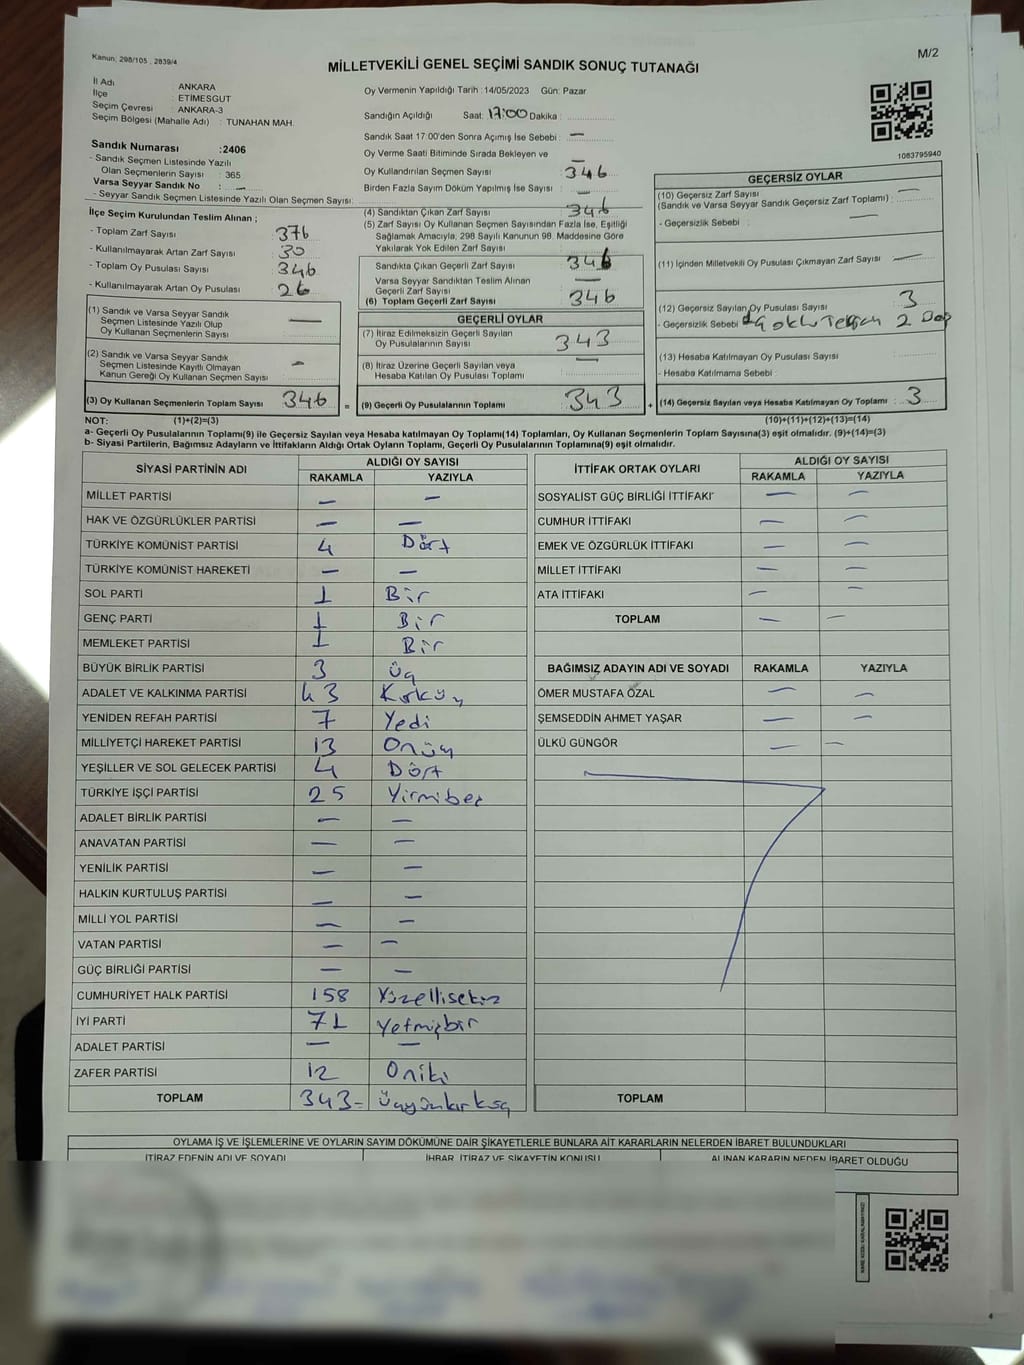 Kanun: 298/105 , 2839/4
M/2
MİLLETVEKİLİ GENEL SEÇİMİ SANDIK SONUÇ TUTANAĞI
İl Adı : ANKARA
İlçe : ETİMESGUT
Seçim Çevresi : ANKARA-3
Seçim Bölgesi (Mahalle Adı) : TUNAHAN MAH.
Sandık Numarası : 2406
- Sandık Seçmen Listesinde Yazılı
Olan Seçmenlerin Sayısı : 365
Varsa Seyyar Sandık No : —
- Seyyar Sandık Seçmen Listesinde Yazılı Olan Seçmen Sayısı:
İlçe Seçim Kurulundan Teslim Alınan ;
- Toplam Zarf Sayısı : 376
- Kullanılmayarak Artan Zarf Sayısı : 30
- Toplam Oy Pusulası Sayısı : 346
- Kullanılmayarak Artan Oy Pusulası : 26
(1) Sandık ve Varsa Seyyar Sandık
Seçmen Listesinde Yazılı Olup
Oy Kullanan Seçmenlerin Sayısı —
(2) Sandık ve Varsa Seyyar Sandık
Seçmen Listesinde Kayıtlı Olmayan
Kanun Gereği Oy Kullanan Seçmen Sayısı —
(3) Oy Kullanan Seçmenlerin Toplam Sayısı 346 =
Oy Vermenin Yapıldığı Tarih : 14/05/2023 Gün: Pazar
Sandığın Açıldığı Saat: 17:00 Dakika :
Sandık Saat 17:00'den Sonra Açımış İse Sebebi : —
Oy Verme Saati Bitiminde Sırada Bekleyen ve —
Oy Kullandırılan Seçmen Sayısı : 346
Birden Fazla Sayım Döküm Yapılmış İse Sayısı : —
(4) Sandıktan Çıkan Zarf Sayısı : 346
(5) Zarf Sayısı Oy Kullanan Seçmen Sayısından Fazla İse, Eşitliği
Sağlamak Amacıyla, 298 Sayılı Kanunun 98. Maddesine Göre
Yakılarak Yok Edilen Zarf Sayısı :
Sandıkta Çıkan Geçerli Zarf Sayısı : 346
Varsa Seyyar Sandıktan Teslim Alınan
Geçerli Zarf Sayısı :
(6) Toplam Geçerli Zarf Sayısı 346
GEÇERLİ OYLAR
(7) İtiraz Edilmeksizin Geçerli Sayılan
Oy Pusulalarının Sayısı : 343
(8) İtiraz Üzerine Geçerli Sayılan veya —
Hesaba Katılan Oy Pusulası Toplamı
(9) Geçerli Oy Pusulalarının Toplamı : 343 +
1083795940
GEÇERSİZ OYLAR
(10) Geçersiz Zarf Sayısı —
(Sandık ve Varsa Seyyar Sandık Geçersiz Zarf Toplamı) :
- Geçersizlik Sebebi : —
(11) İçinden Milletvekili Oy Pusulası Çıkmayan Zarf Sayısı —
(12) Geçersiz Sayılan Oy Pusulası Sayısı : 3
- Geçersizlik Sebebi 2
(13) Hesaba Katılmayan Oy Pusulası Sayısı :
- Hesaba Katılmama Sebebi :
(14) Geçersiz Sayılan veya Hesaba Katılmayan Oy Toplamı : 3
NOT: (1)+(2)=(3) (10)+(11)+(12)+(13)=(14)
a- Geçerli Oy Pusulalarının Toplamı(9) ile Geçersiz Sayılan veya Hesaba katılmayan Oy Toplamı(14) Toplamları, Oy Kullanan Seçmenlerin Toplam Sayısına(3) eşit olmalıdır. (9)+(14)=(3)
b- Siyasi Partilerin, Bağımsız Adayların ve İttifakların Aldığı Ortak Oyların Toplamı, Geçerli Oy Pusulalarının Toplamına(9) eşit olmalıdır.
SİYASİ PARTİNİN ADI ALDIĞI OY SAYISI
RAKAMLA YAZIYLA
MİLLET PARTİSİ — —
HAK VE ÖZGÜRLÜKLER PARTİSİ — —
TÜRKİYE KOMÜNİST PARTİSİ 4 Dört
TÜRKİYE KOMÜNİST HAREKETİ — —
SOL PARTİ 1 Bir
GENÇ PARTİ 1 Bir
MEMLEKET PARTİSİ 1 Bir
BÜYÜK BİRLİK PARTİSİ 3 Üç
ADALET VE KALKINMA PARTİSİ 43
YENİDEN REFAH PARTİSİ 7 Yedi
MİLLİYETÇİ HAREKET PARTİSİ 13 Onüç
YEŞİLLER VE SOL GELECEK PARTİSİ 4 Dört
TÜRKİYE İŞÇİ PARTİSİ 25 Yirmibeş
ADALET BİRLİK PARTİSİ — —
ANAVATAN PARTİSİ — —
YENİLİK PARTİSİ — —
HALKIN KURTULUŞ PARTİSİ — —
MİLLİ YOL PARTİSİ — —
VATAN PARTİSİ — —
GÜÇ BİRLİĞİ PARTİSİ — —
CUMHURİYET HALK PARTİSİ 158 Yüzellisekiz
İYİ PARTİ 71 Yetmişbir
ADALET PARTİSİ — —
ZAFER PARTİSİ 12 Oniki
TOPLAM 343 –
İTTİFAK ORTAK OYLARI ALDIĞI OY SAYISI
RAKAMLA YAZIYLA
SOSYALİST GÜÇ BİRLİĞİ İTTİFAKI — —
CUMHUR İTTİFAKI — —
EMEK VE ÖZGÜRLÜK İTTİFAKI — —
MİLLET İTTİFAKI — —
ATA İTTİFAKI — —
TOPLAM — —
BAĞIMSIZ ADAYIN ADI VE SOYADI RAKAMLA YAZIYLA
ÖMER MUSTAFA ÖZAL — —
ŞEMSEDDİN AHMET YAŞAR — —
ÜLKÜ GÜNGÖR — —
TOPLAM
OYLAMA İŞ VE İŞLEMLERİNE VE OYLARIN SAYIM DÖKÜMÜNE DAİR ŞİKAYETLERLE BUNLARA AİT KARARLARIN NELERDEN İBARET BULUNDUKLARI
İTİRAZ EDENİN ADI VE SOYADI İHBAR, İTİRAZ VE ŞİKAYETİN KONUSU ALINAN KARARIN NEDEN İBARET OLDUĞU